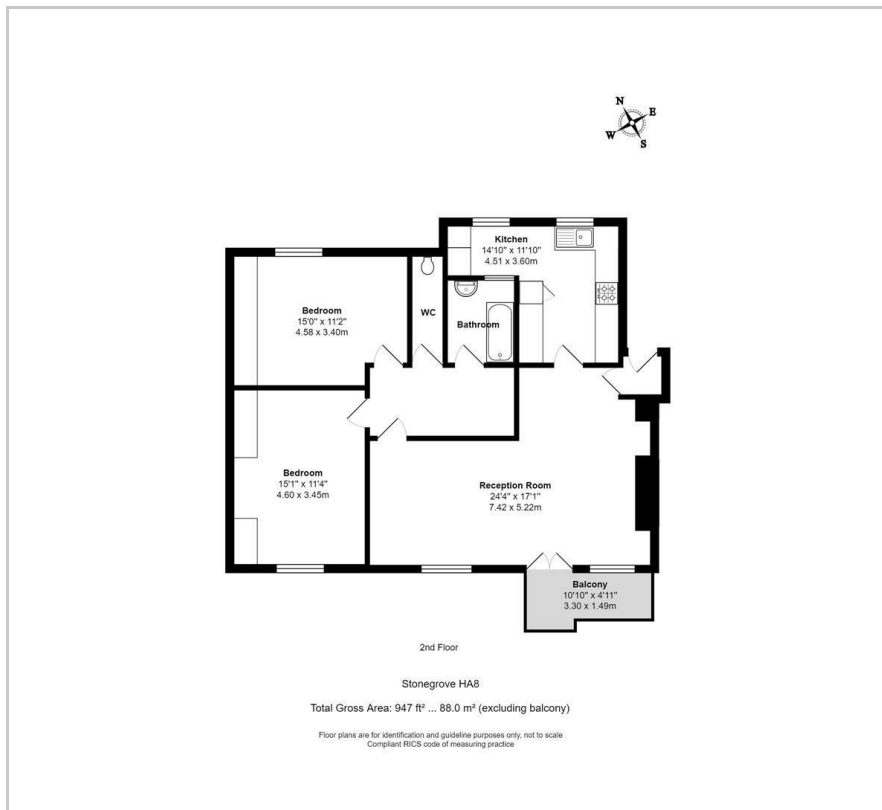 N
E
W
S
Kitchen
14'10" x 11'10"
4.51 x 3.60m
Bedroom
15'0" x 11'2"
4.58 x 3.40m
WC
Bathroom
Bedroom
15'1" x 11'4"
4.60 x 3.45m
Reception Room
24'4" x 17'1"
7.42 x 5.22m
Balcony
10'10" x 4'11"
3.30 x 1.49m
2nd Floor
Stonegrove HA8
Total Gross Area: 947 ft² ... 88.0 m² (excluding balcony)
Floor plans are for identification and guideline purposes only, not to scale
Compliant RICS code of measuring practice